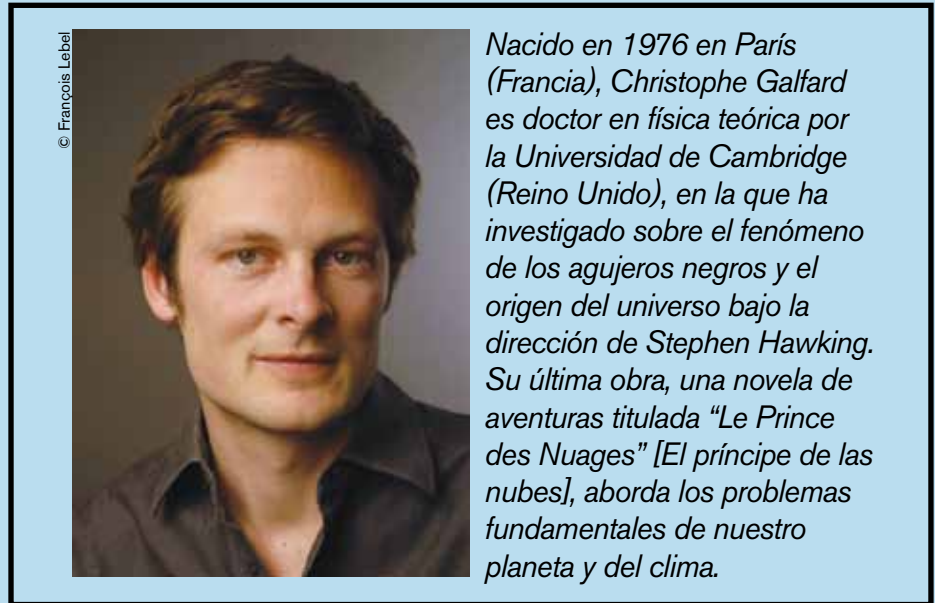 © François Lebel
Nacido en 1976 en París
(Francia), Christophe Galfard
es doctor en física teórica por
la Universidad de Cambridge
(Reino Unido), en la que ha
investigado sobre el fenómeno
de los agujeros negros y el
origen del universo bajo la
dirección de Stephen Hawking.
Su última obra, una novela de
aventuras titulada “Le Prince
des Nuages” [El príncipe de las
nubes], aborda los problemas
fundamentales de nuestro
planeta y del clima.